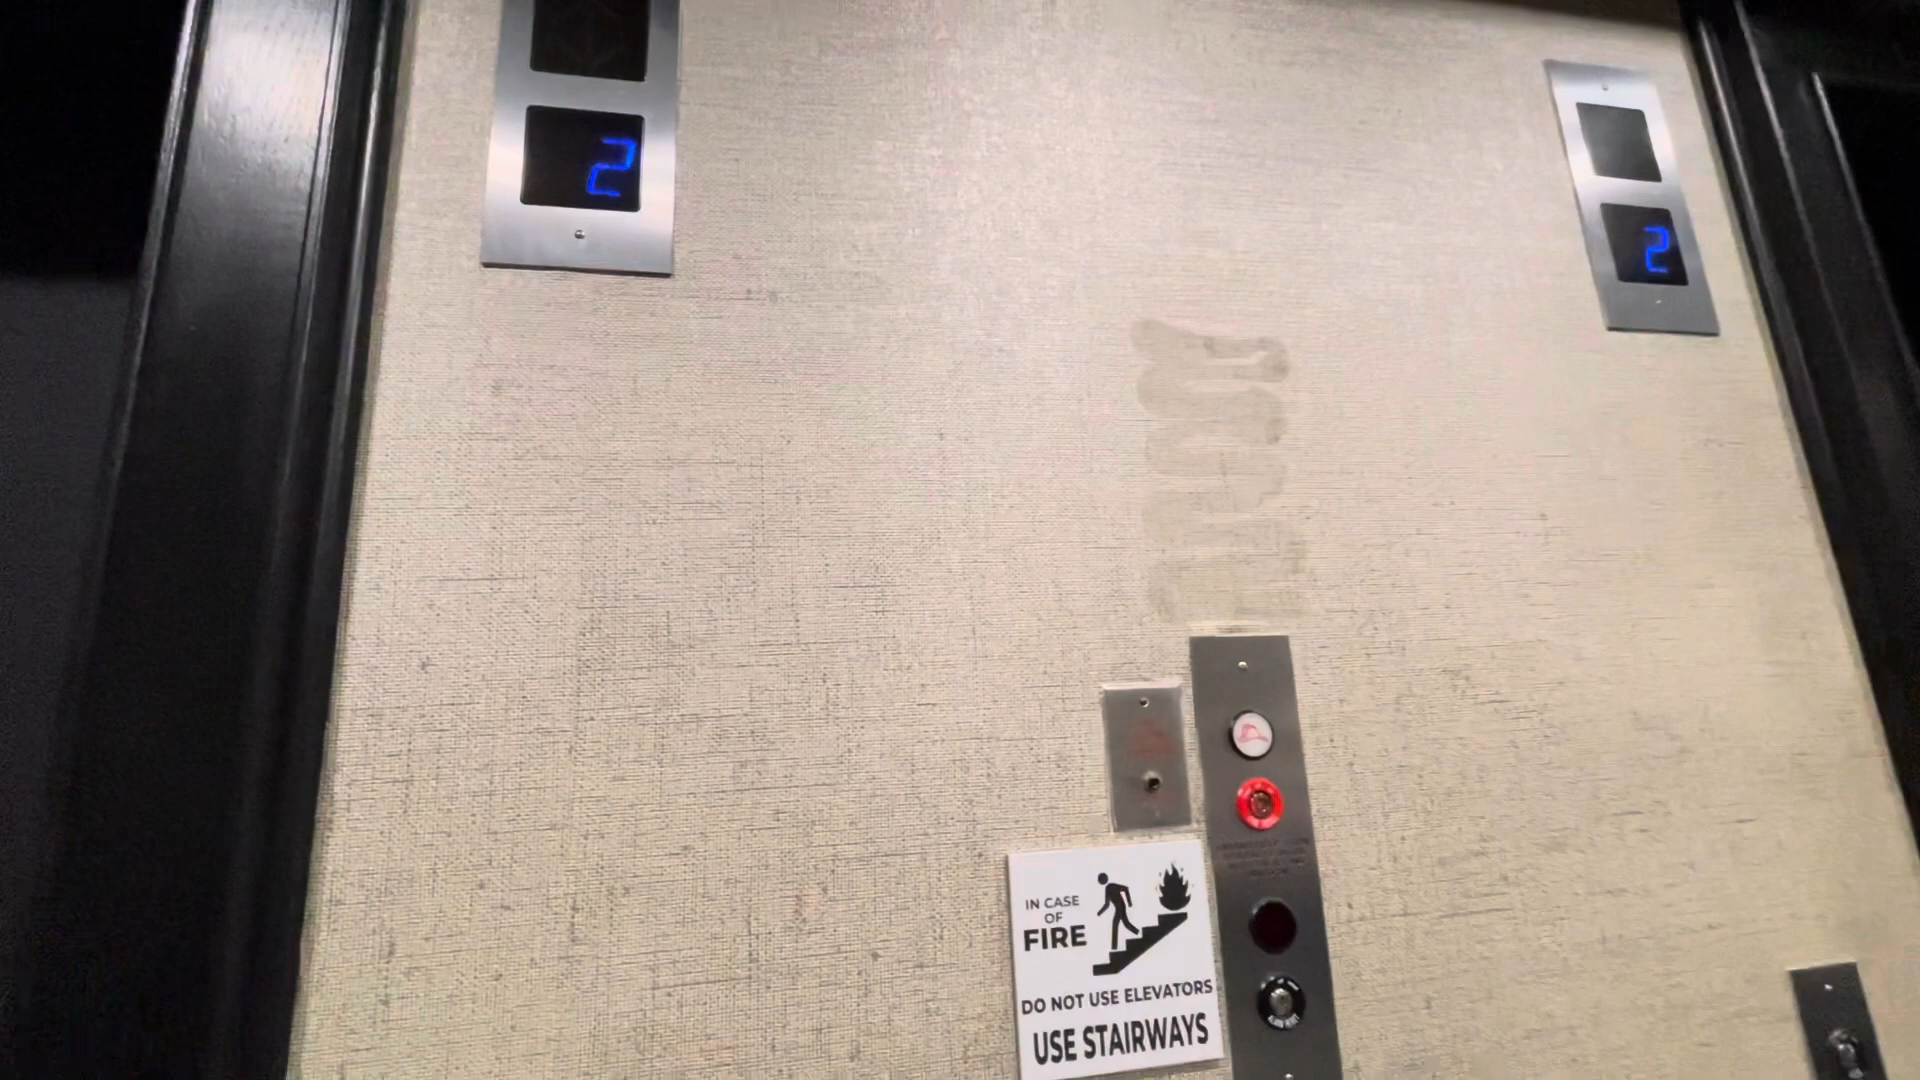 2
2
IN CASE
OF
FIRE
DO NOT USE ELEVATORS
USE STAIRWAYS